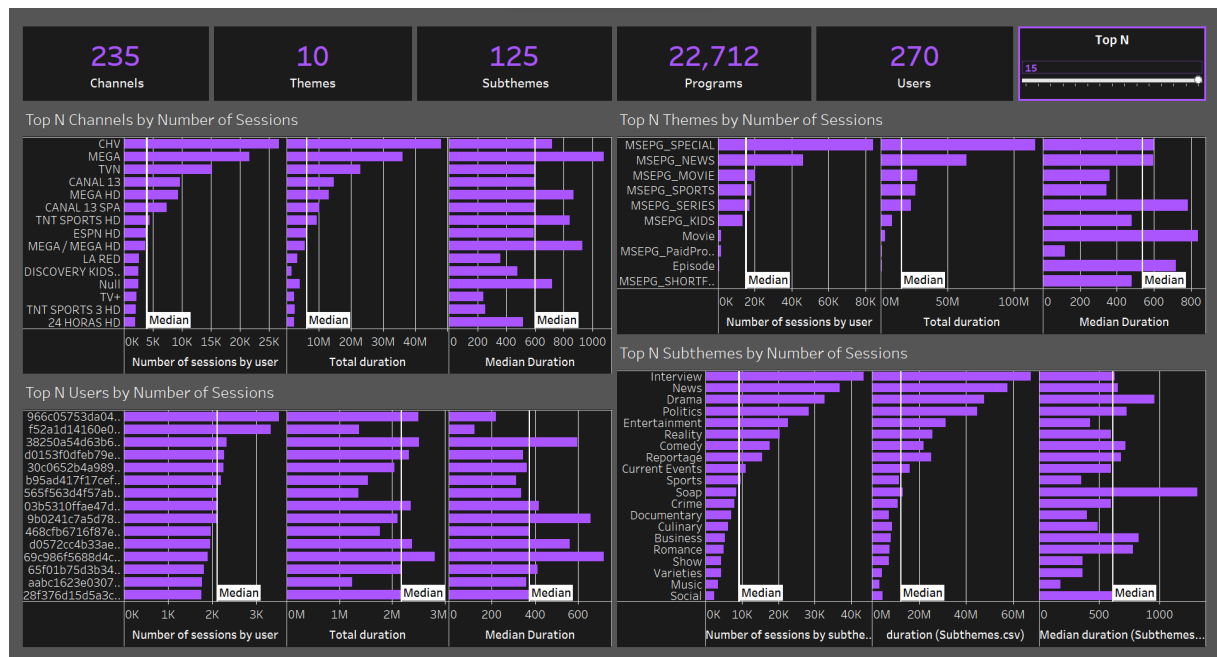 235
Channels
10
Themes
125
Subthemes
22,712
Programs
270
Users
Top N
15
Top N Channels by Number of Sessions
CHV
MEGA
TVN
CANAL 13
MEGA HD
CANAL 13 SPA
TNT SPORTS HD
ESPN HD
MEGA / MEGA HD
LA RED
DISCOVERY KIDS..
Null
TV+
TNT SPORTS 3 HD
24 HORAS HD
Median
Median
Median
0K 5K 10K 15K 20K 25K
10M 20M 30M 40M
0 200 400 600 800 1000
Number of sessions by user
Total duration
Median Duration
Top N Users by Number of Sessions
966c05753da04..
f52a1d14160e0..
38250a54d63b6..
d0153f0dfeb79e..
30c0652b4a989..
b95ad417f17cef..
565f563d4f57ab..
03b5310ffae47d..
9b0241c7a5d78..
468cfb6716f87e..
d0572cc4b33ae..
69c986f5688d4c..
65f01b75d3b34..
aabc1623e0307..
28f376d15d5a3c..
Median
Median
Median
0K 1K 2K 3K
0M 1M 2M 3M
0 200 400 600
Number of sessions by user
Total duration
Median Duration
Top N Themes by Number of Sessions
MSEPG_SPECIAL
MSEPG_NEWS
MSEPG_MOVIE
MSEPG_SPORTS
MSEPG_SERIES
MSEPG_KIDS
Movie
MSEPG_PaidPro..
Episode
MSEPG_SHORTF..
Median
Median
Median
0K 20K 40K 60K 80K
0M 50M 100M
0 200 400 600 800
Number of sessions by user
Total duration
Median Duration
Top N Subthemes by Number of Sessions
Interview
News
Drama
Politics
Entertainment
Reality
Comedy
Reportage
Current Events
Sports
Soap
Crime
Documentary
Culinary
Business
Romance
Show
Varieties
Music
Social
Median
Median
Median
0K 10K 20K 30K 40K
0M 20M 40M 60M
0 500 1000
Number of sessions by subthe..
duration (Subthemes.csv)
Median duration (Subthemes...